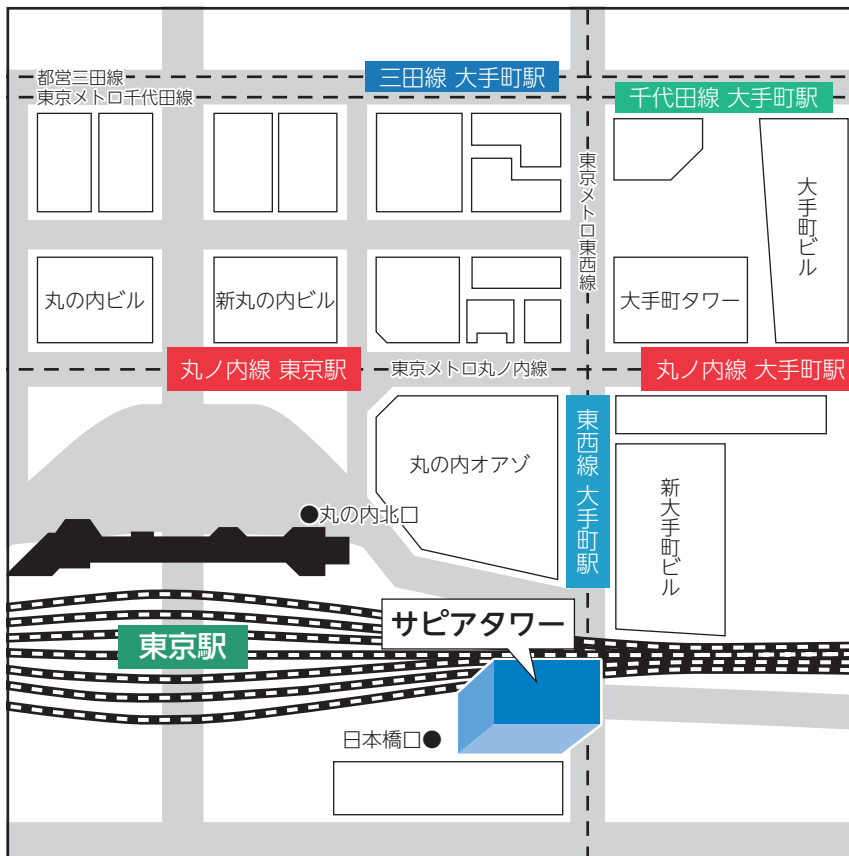 都営三田線
東京メトロ千代田線
三田線 大手町駅
千代田線 大手町駅
東京メトロ東西線
大手町ビル
丸の内ビル
新丸の内ビル
大手町タワー
丸ノ内線 東京駅
東京メトロ丸ノ内線
丸ノ内線 大手町駅
丸の内オアゾ
東西線 大手町駅
新大手町ビル
●丸の内北口
サピアタワー
東京駅
日本橋口●